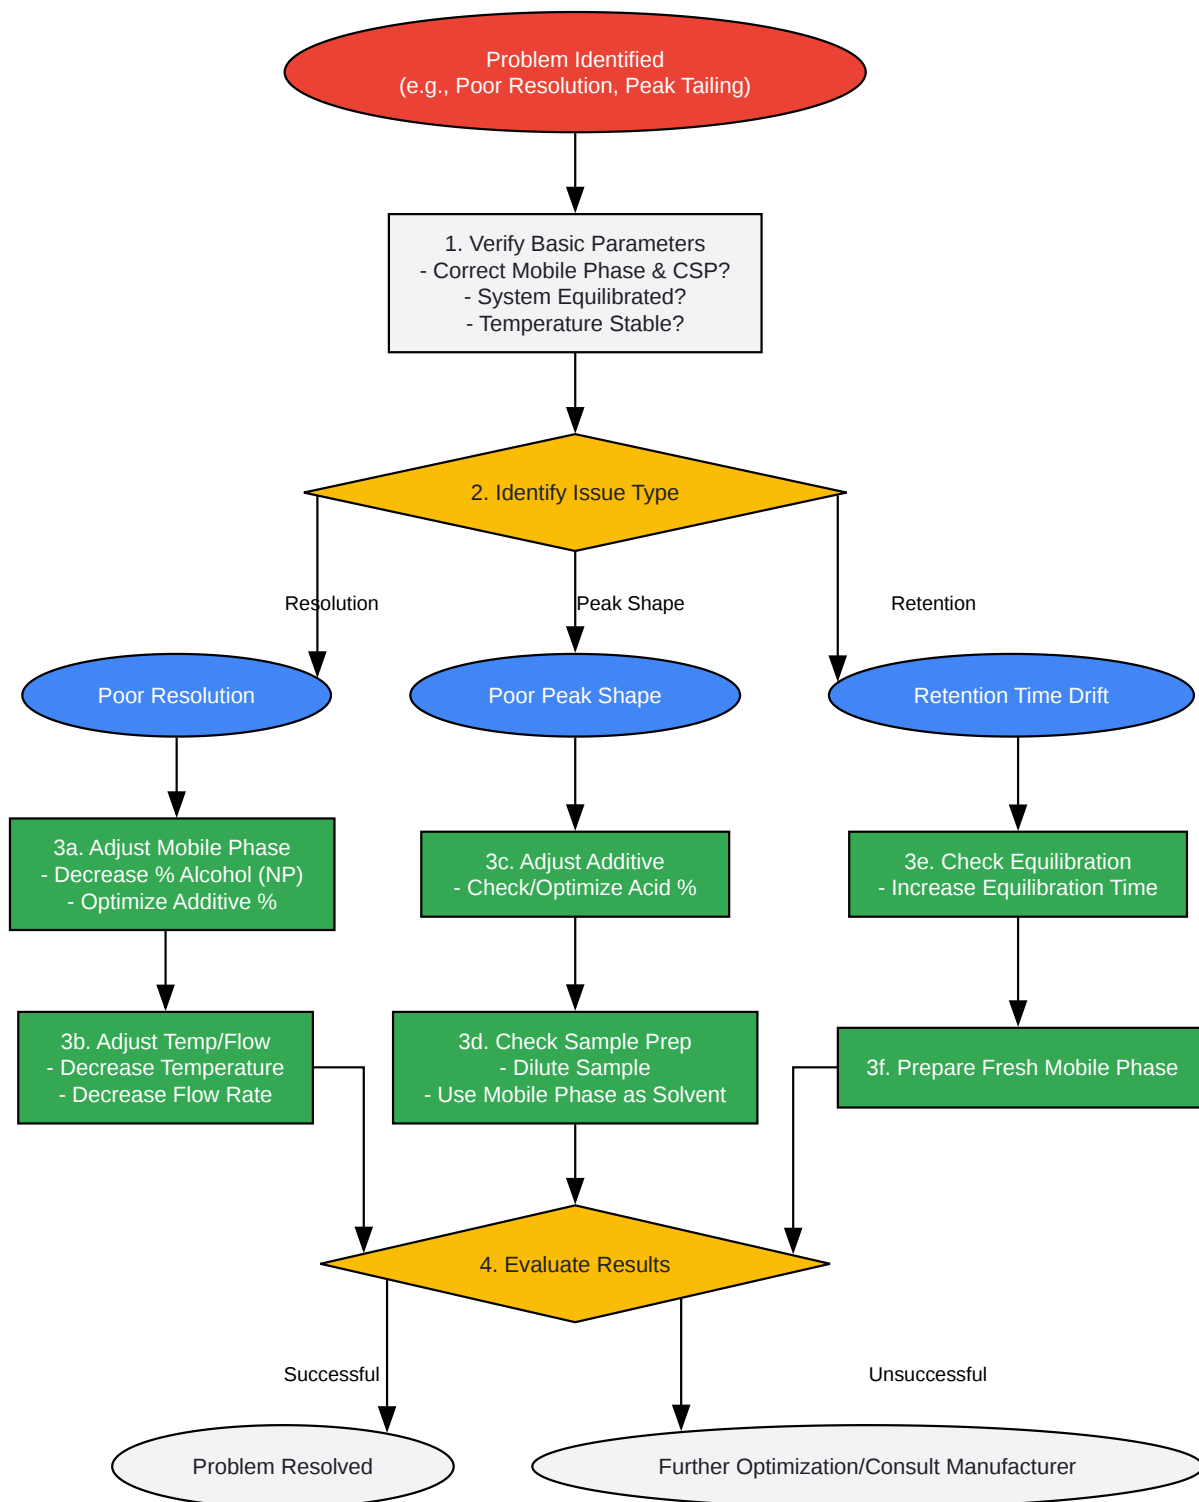 Problem Identified
(e.g., Poor Resolution, Peak Tailing)
1. Verify Basic Parameters
- Correct Mobile Phase & CSP?
- System Equilibrated?
- Temperature Stable?
2. Identify Issue Type
Resolution
Peak Shape
Retention
Poor Resolution
Poor Peak Shape
Retention Time Drift
3a. Adjust Mobile Phase
- Decrease % Alcohol (NP)
- Optimize Additive %
3c. Adjust Additive
- Check/Optimize Acid %
3e. Check Equilibration
- Increase Equilibration Time
3b. Adjust Temp/Flow
- Decrease Temperature
- Decrease Flow Rate
3d. Check Sample Prep
- Dilute Sample
- Use Mobile Phase as Solvent
3f. Prepare Fresh Mobile Phase
4. Evaluate Results
Successful
Unsuccessful
Problem Resolved
Further Optimization/Consult Manufacturer